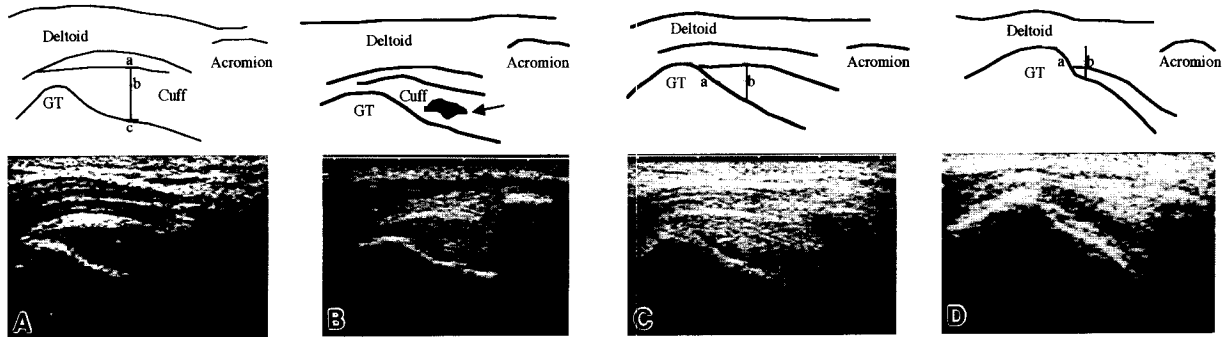 Deltoid
a
b
Cuff
GT
c
Acromion
A
Deltoid
Acromion
Cuff
GT
B
Deltoid
Acromion
GT
a
b
C
Deltoid
Acromion
a
b
GT
D